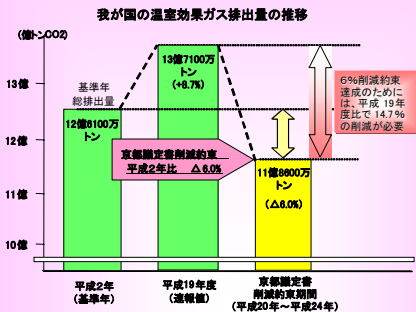 我が国の温室効果ガス排出量の推移
(億トンCO2)
13億
12億
11億
10億
基準年
総排出量
12億6100万
トン
13億7100万
トン
(+8.7%)
京都議定書削減約束
平成2年比 △6.0%
11億8600万
トン
(△6.0%)
6%削減約束
達成のために
は、平成 19年
度比で 14.7%
の削減が必要
平成2年
(基準年)
平成19年度
(速報値)
京都議定書
削減約束期間
(平成20年～平成24年)